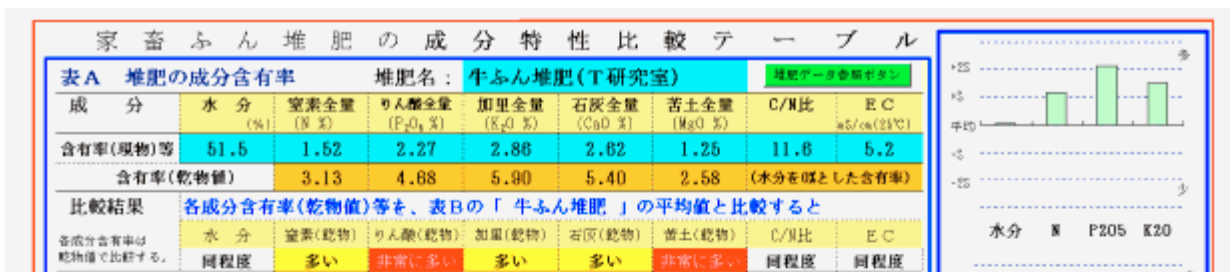 家畜ふん堆肥の成分特性比較テーブル
表A 堆肥の成分含有率 堆肥名： 牛ふん堆肥(T研究室) 堆肥データ参照ボタン
成分 水分 窒素全量 りん酸全量 加里全量 石灰全量 苦土全量 C/N比 EC
(%) (N %) (P₂O₅ %) (K₂O %) (CaO %) (MgO %) mS/cm(25℃)
含有率(現物)等 51.5 1.52 2.27 2.86 2.62 1.25 11.6 5.2
含有率(乾物値) 3.13 4.68 5.90 5.40 2.58 (水分を0%とした含有率)
比較結果 各成分含有率(乾物値)等を、表Bの「 牛ふん堆肥 」の平均値と比較すると
各成分含有率は
乾物値で比較する。
水分 窒素(乾物) りん酸(乾物) 加里(乾物) 石灰(乾物) 苦土(乾物) C/N比 EC
同程度 多い 非常に多い 多い 多い 非常に多い 同程度 同程度
多
+2S
+S
平均
-S
-2S
少
水分 N P2O5 K2O